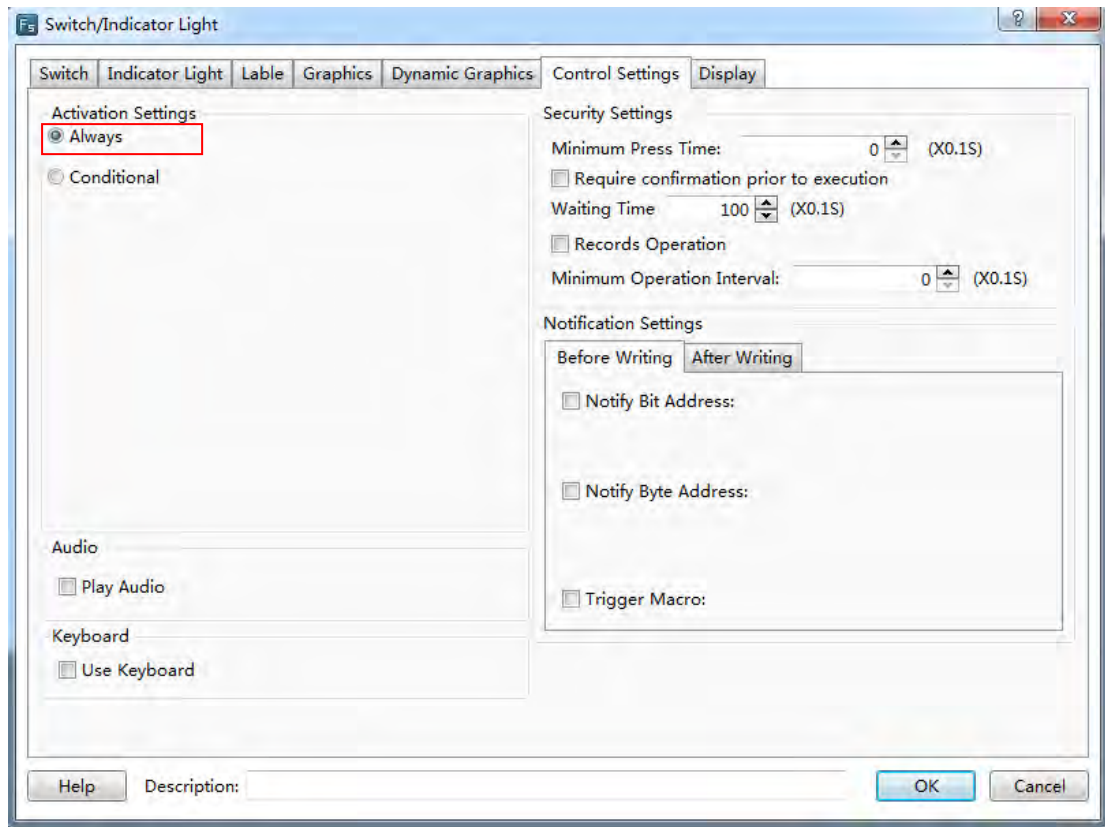 Fs Switch/Indicator Light
Switch Indicator Light Lable Graphics Dynamic Graphics Control Settings Display
Activation Settings
Always
Conditional
Audio
Play Audio
Keyboard
Use Keyboard
Security Settings
Minimum Press Time: 0 (X0.1S)
Require confirmation prior to execution
Waiting Time 100 (X0.1S)
Records Operation
Minimum Operation Interval: 0 (X0.1S)
Notification Settings
Before Writing After Writing
Notify Bit Address:
Notify Byte Address:
Trigger Macro:
Help Description: OK Cancel